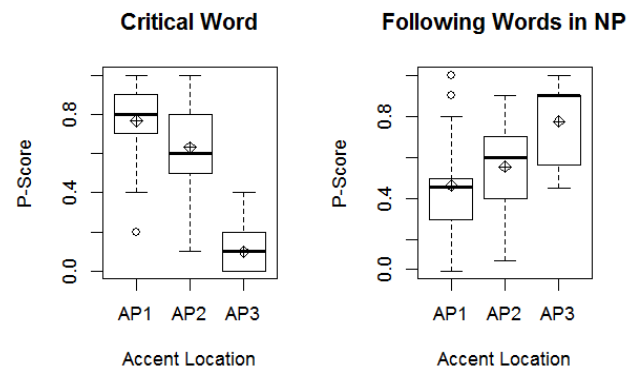 Critical Word
P-Score
0.8
0.4
0.0
AP1 AP2 AP3
Accent Location
Following Words in NP
P-Score
0.8
0.4
0.0
AP1 AP2 AP3
Accent Location